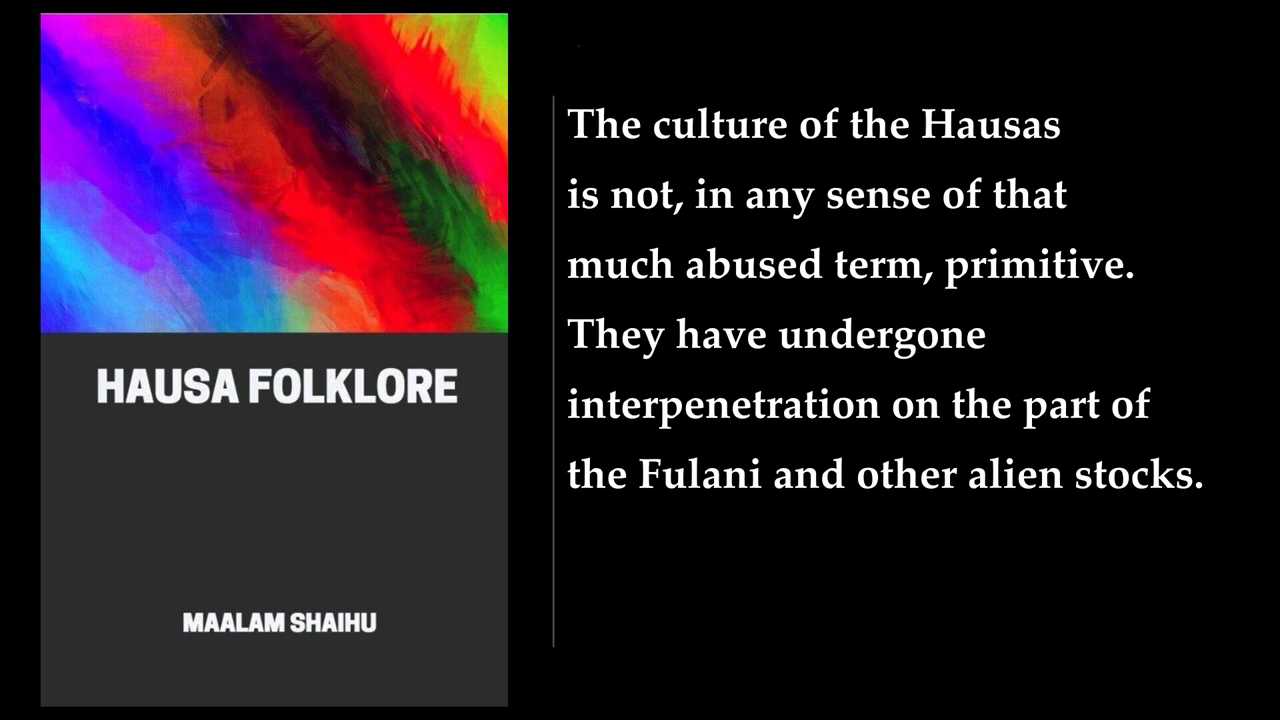 HAUSA FOLKLORE
MAALAM SHAIHU
The culture of the Hausas
is not, in any sense of that
much abused term, primitive.
They have undergone
interpenetration on the part of
the Fulani and other alien stocks.